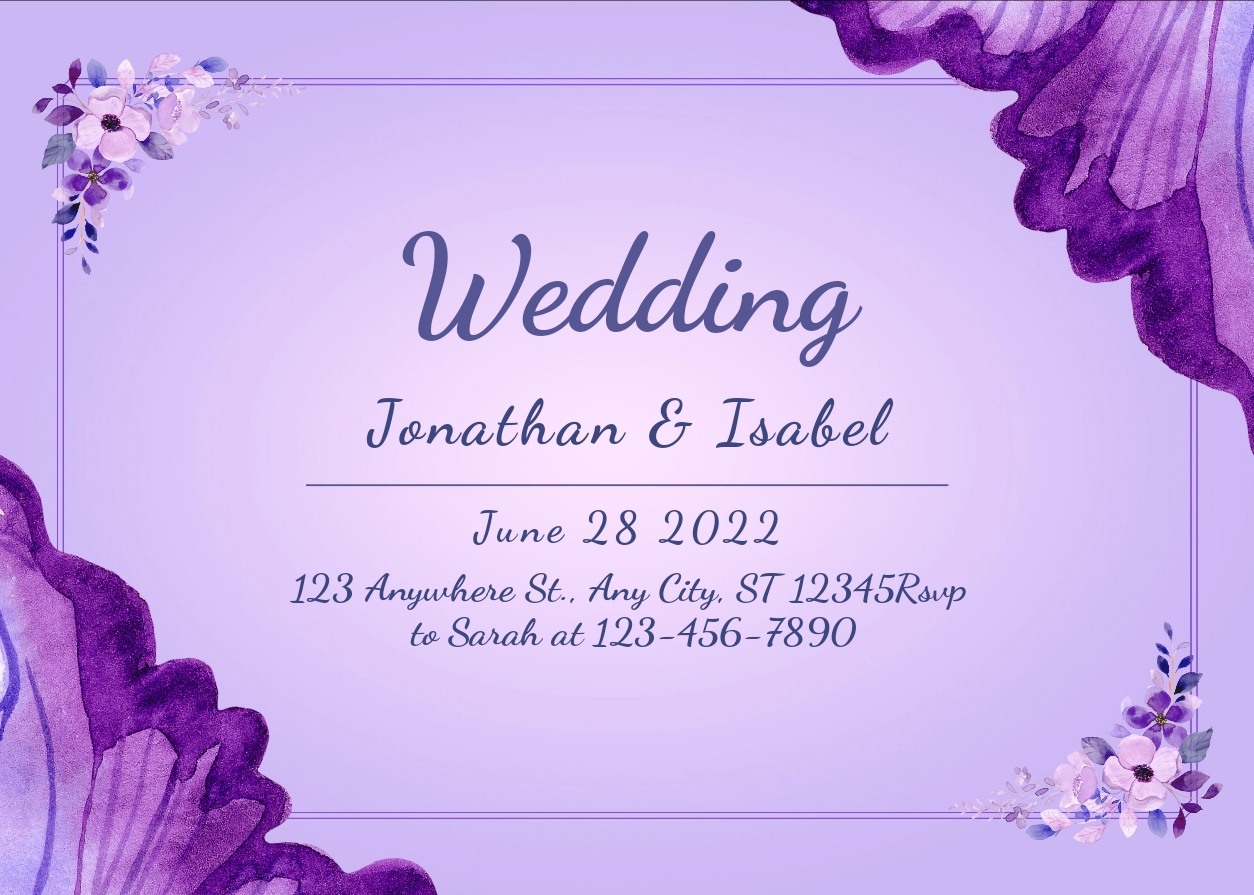 Wedding
Jonathan & Isabel
June 28 2022
123 Anywhere St., Any City, ST 12345Rsvp
to Sarah at 123-456-7890